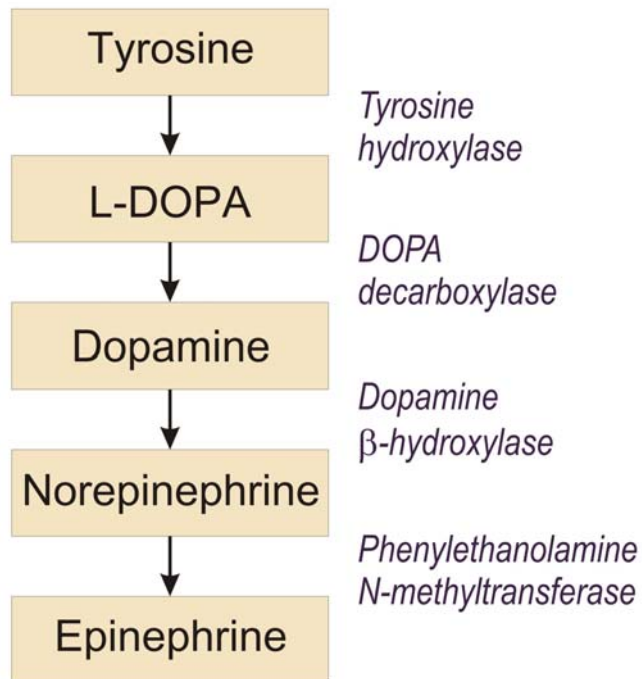 Tyrosine
Tyrosine
hydroxylase
L-DOPA
DOPA
decarboxylase
Dopamine
Dopamine
β-hydroxylase
Norepinephrine
Phenylethanolamine
N-methyltransferase
Epinephrine